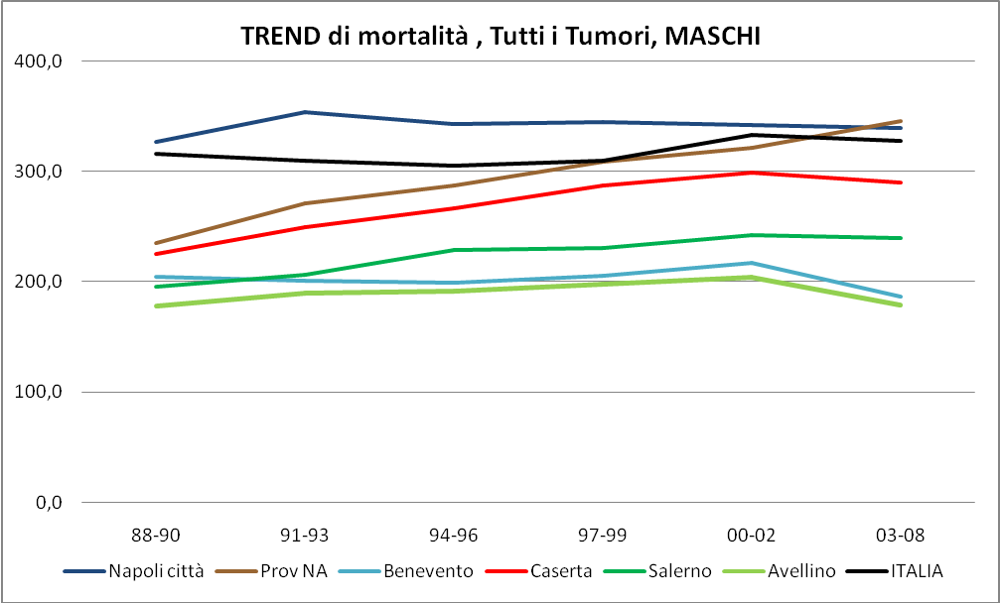 TREND di mortalità , Tutti i Tumori, MASCHI
400,0
300,0
200,0
100,0
0,0
88-90 91-93 94-96 97-99 00-02 03-08
Napoli città Prov NA Benevento Caserta Salerno Avellino ITALIA